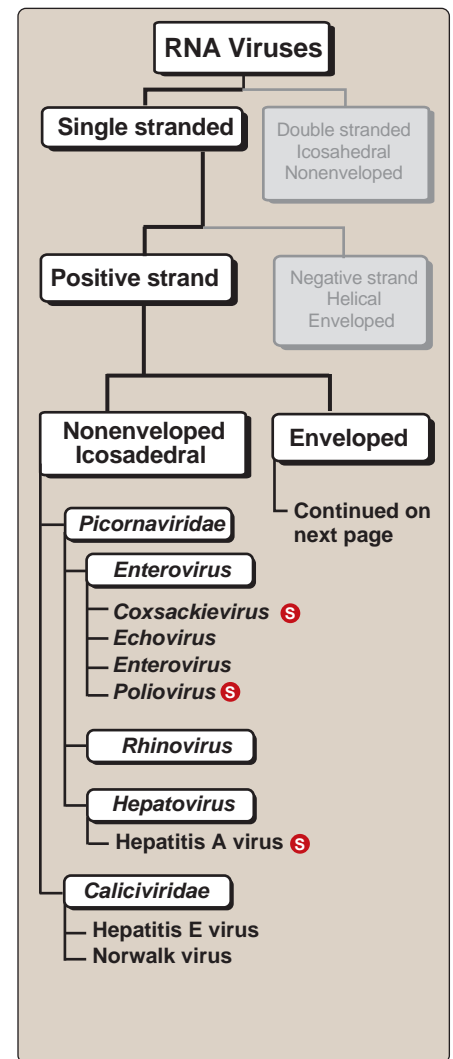 RNA Viruses
Single stranded
Double stranded
Icosahedral
Nonenveloped
Positive strand
Negative strand
Helical
Enveloped
Nonenveloped
Icosadedral
Enveloped
Continued on
next page
Picornaviridae
Enterovirus
Coxsackievirus S
Echovirus
Enterovirus
Poliovirus S
Rhinovirus
Hepatovirus
Hepatitis A virus S
Caliciviridae
Hepatitis E virus
Norwalk virus